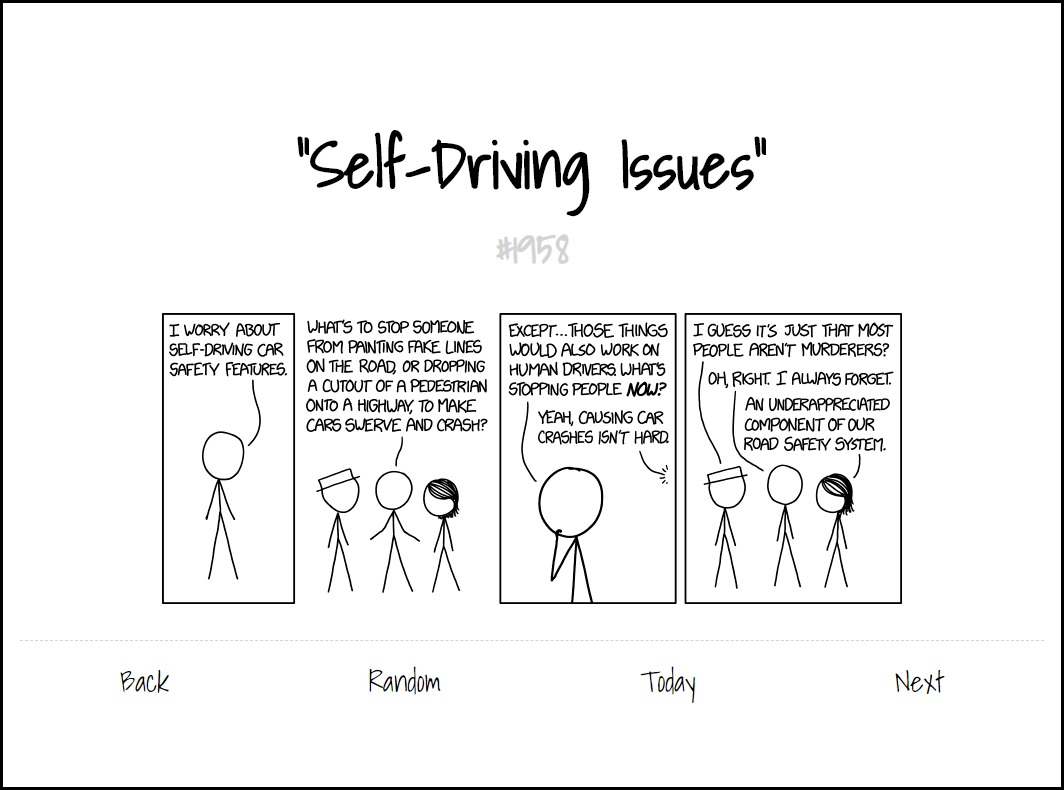 "Self-Driving Issues"
#1958
I WORRY ABOUT
SELF-DRIVING CAR
SAFETY FEATURES.
WHAT'S TO STOP SOMEONE
FROM PAINTING FAKE LINES
ON THE ROAD, OR DROPPING
A CUTOUT OF A PEDESTRIAN
ONTO A HIGHWAY, TO MAKE
CARS SWERVE AND CRASH?
EXCEPT...THOSE THINGS
WOULD ALSO WORK ON
HUMAN DRIVERS. WHAT'S
STOPPING PEOPLE NOW?
YEAH, CAUSING CAR
CRASHES ISN'T HARD.
I GUESS IT'S JUST THAT MOST
PEOPLE AREN'T MURDERERS?
OH, RIGHT. I ALWAYS FORGET.
AN UNDERAPPRECIATED
COMPONENT OF OUR
ROAD SAFETY SYSTEM.
Back
Random
Today
Next